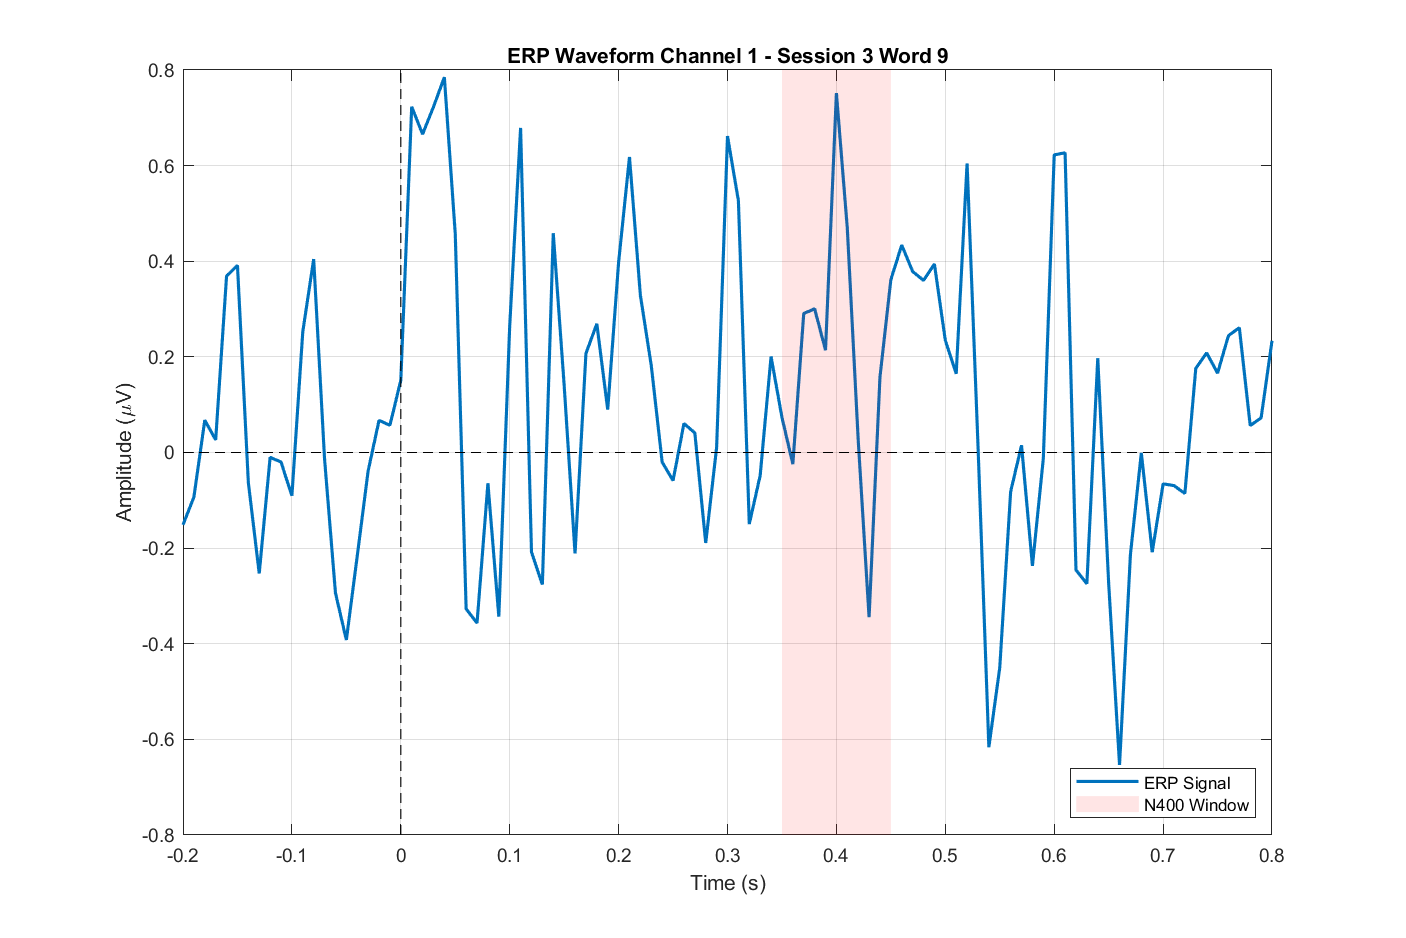 ERP Waveform Channel 1 - Session 3 Word 9
0.8
0.6
0.4
0.2
0
-0.2
-0.4
-0.6
-0.8
Amplitude (μV)
-0.2 -0.1 0 0.1 0.2 0.3 0.4 0.5 0.6 0.7 0.8
Time (s)
ERP Signal
N400 Window